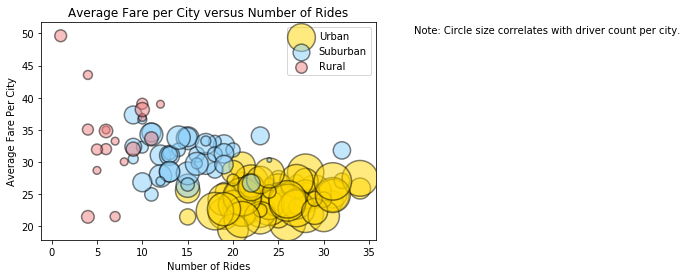 Average Fare per City versus Number of Rides
Note: Circle size correlates with driver count per city.
Urban
Suburban
Rural
Average Fare Per City
50
45
40
35
30
25
20
0 5 10 15 20 25 30 35
Number of Rides